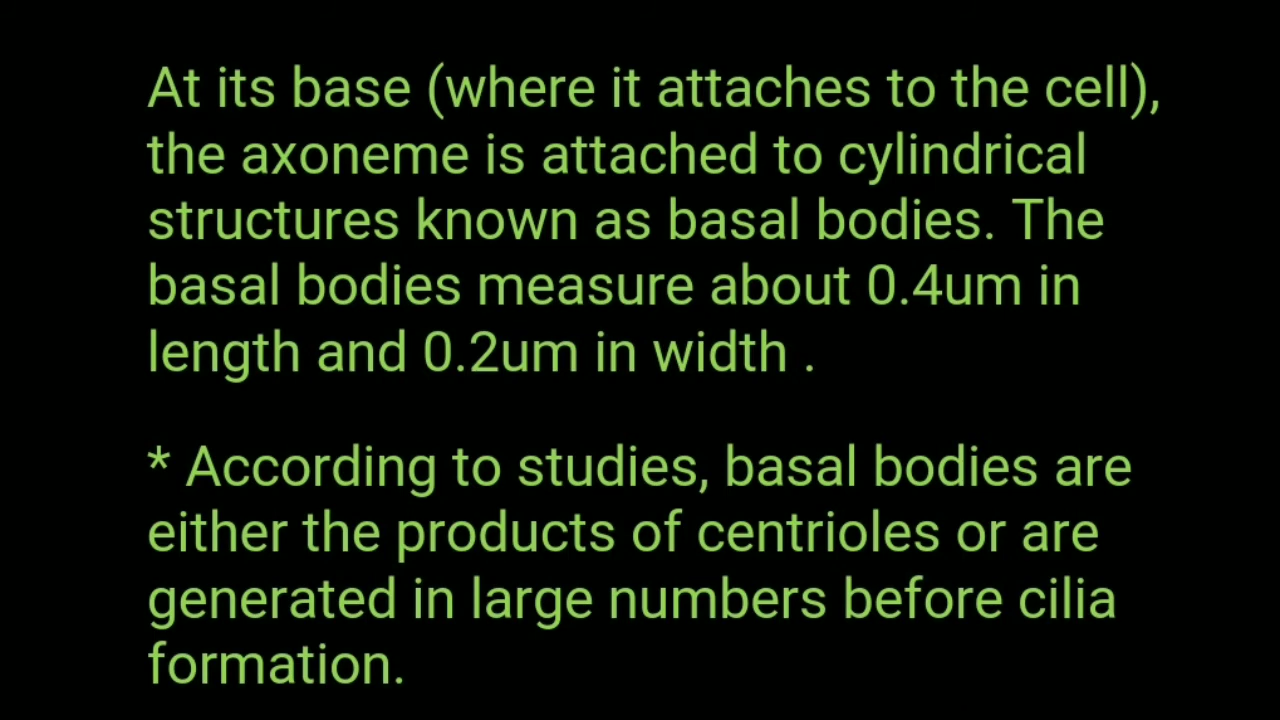 At its base (where it attaches to the cell),
the axoneme is attached to cylindrical
structures known as basal bodies. The
basal bodies measure about 0.4um in
length and 0.2um in width .
* According to studies, basal bodies are
either the products of centrioles or are
generated in large numbers before cilia
formation.